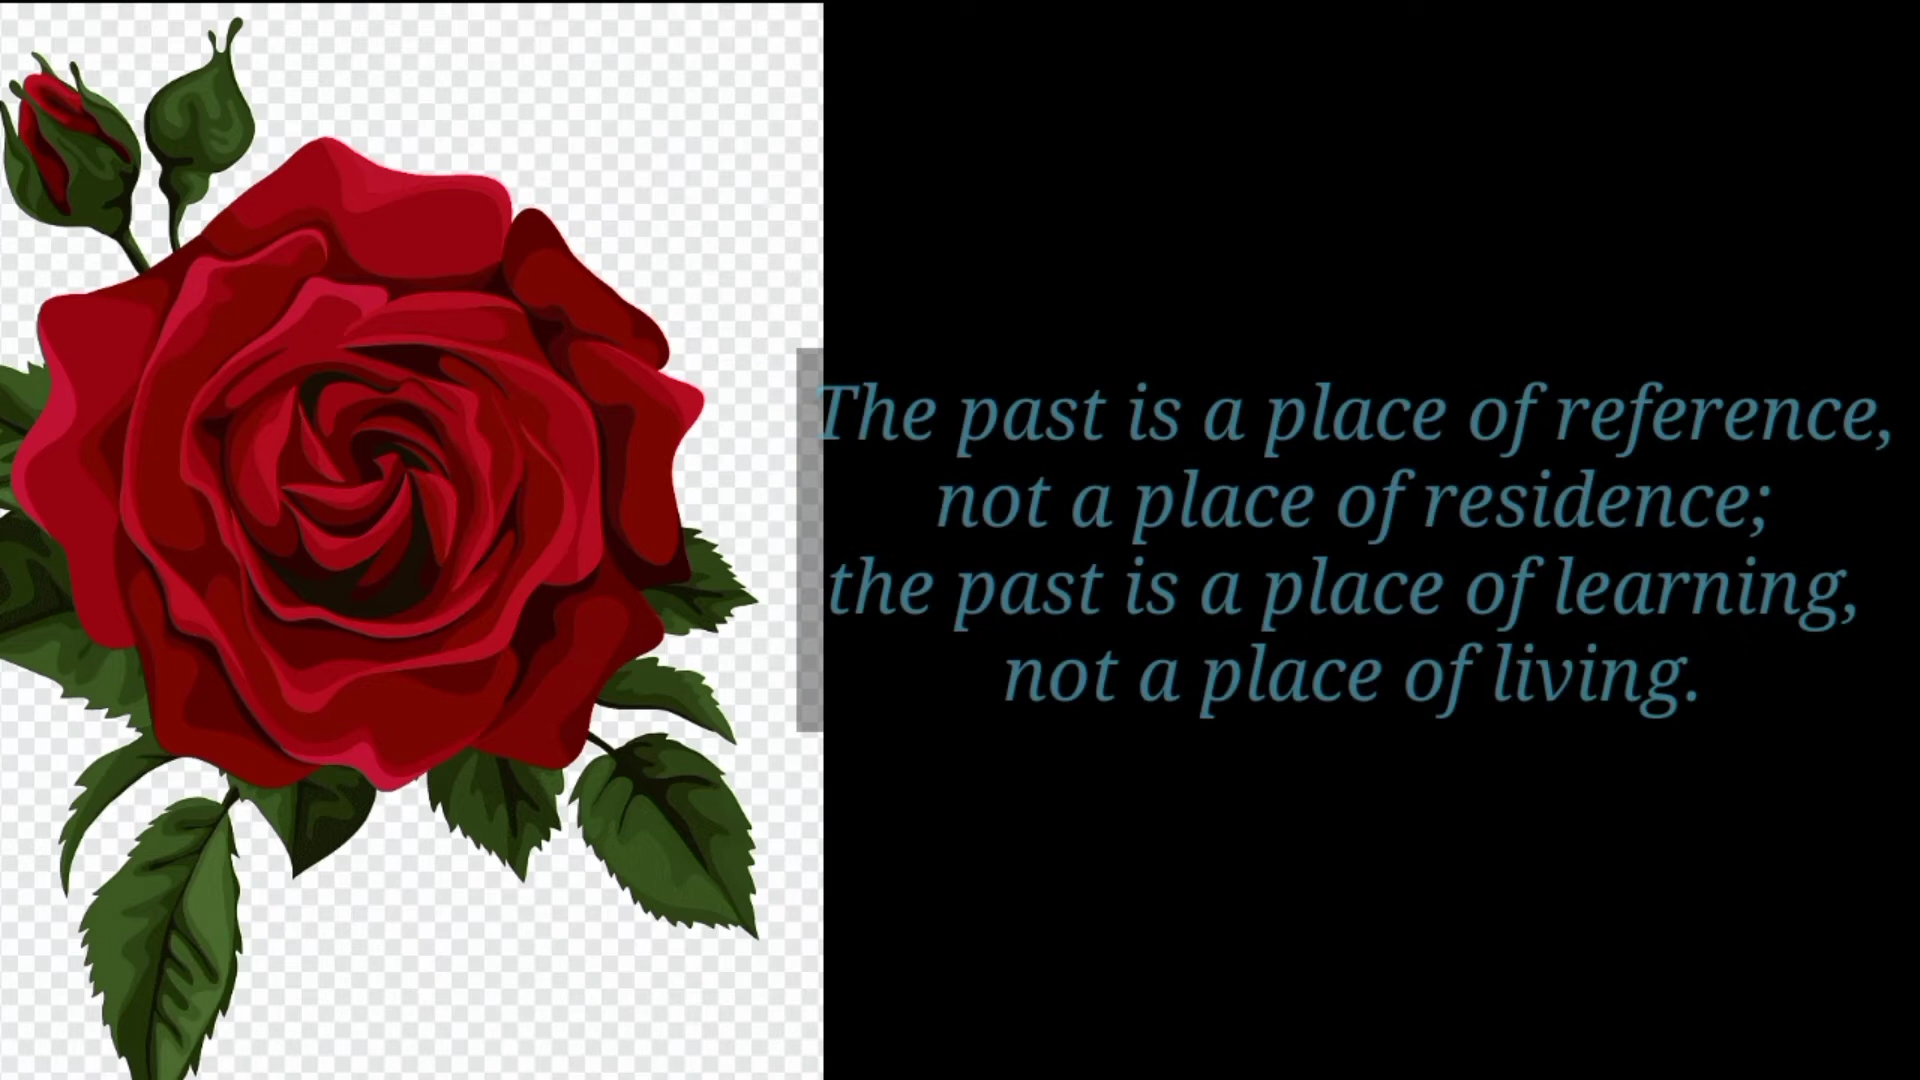 The past is a place of reference,
not a place of residence;
the past is a place of learning,
not a place of living.